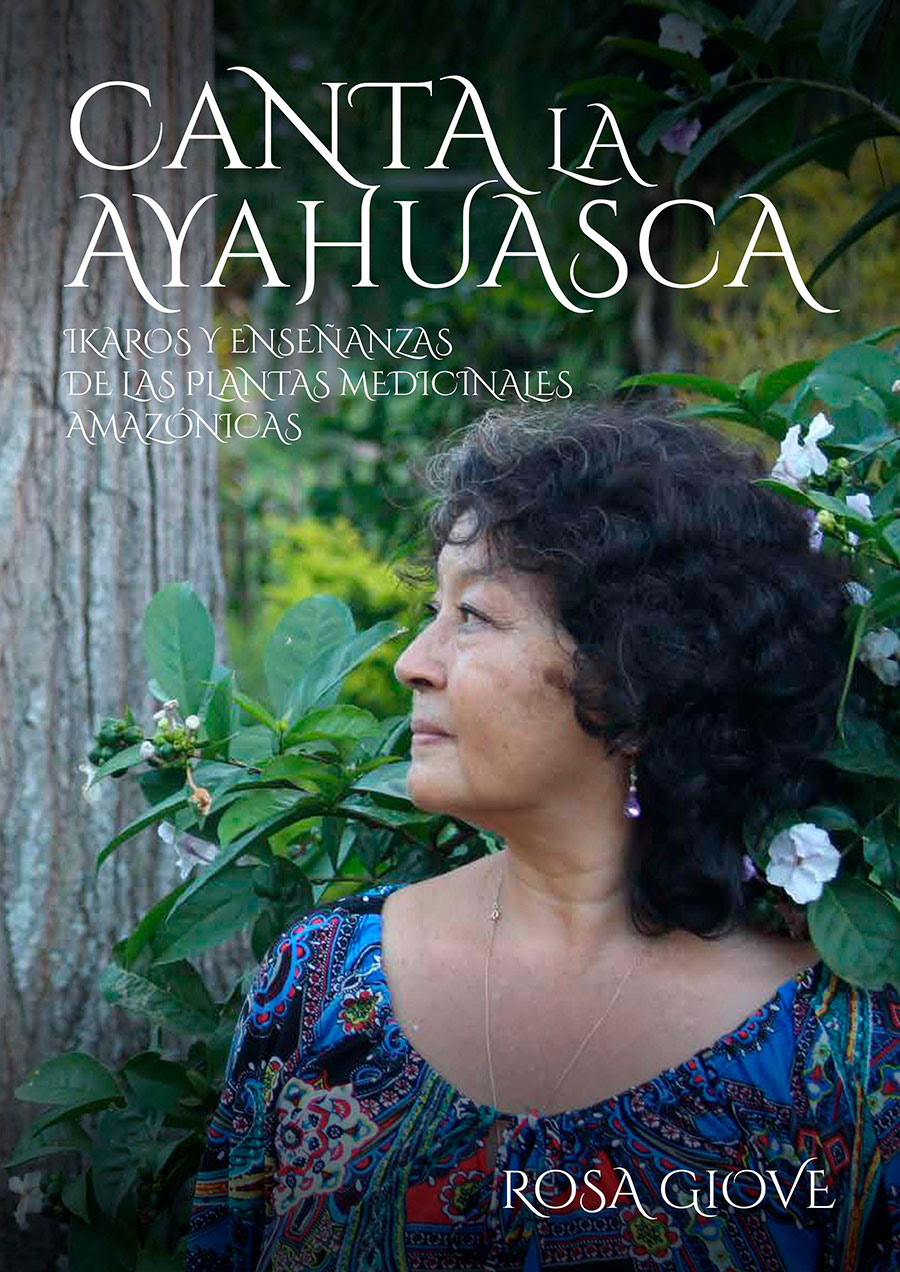 CANTA LA
AYAHUASCA
IKAROS Y ENSEÑANZAS
DE LAS PLANTAS MEDICINALES
AMAZÓNICAS
ROSA GIOVE